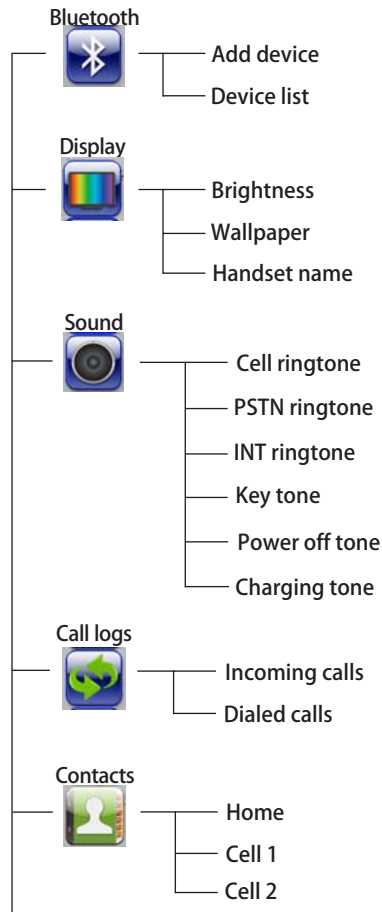 Bluetooth
Add device
Device list
Display
Brightness
Wallpaper
Handset name
Sound
Cell ringtone
PSTN ringtone
INT ringtone
Key tone
Power off tone
Charging tone
Call logs
Incoming calls
Dialed calls
Contacts
Home
Cell 1
Cell 2